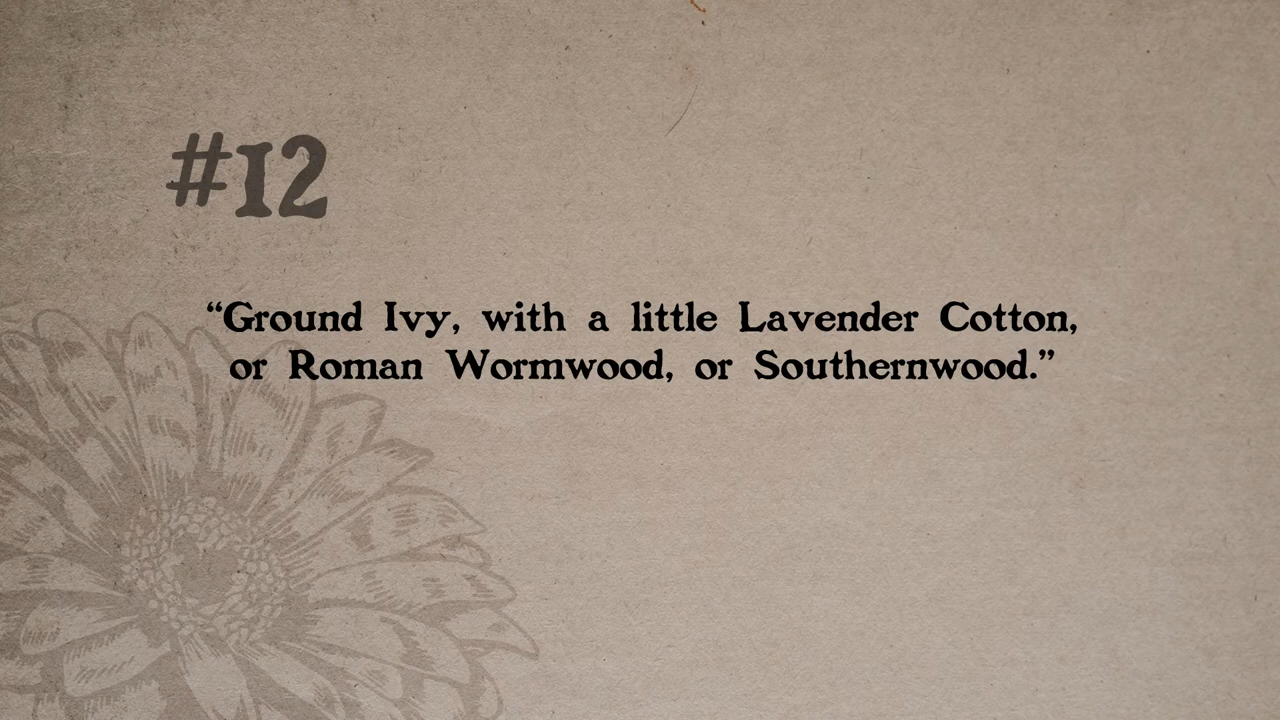 #12
“Ground Ivy, with a little Lavender Cotton,
or Roman Wormwood, or Southernwood.”